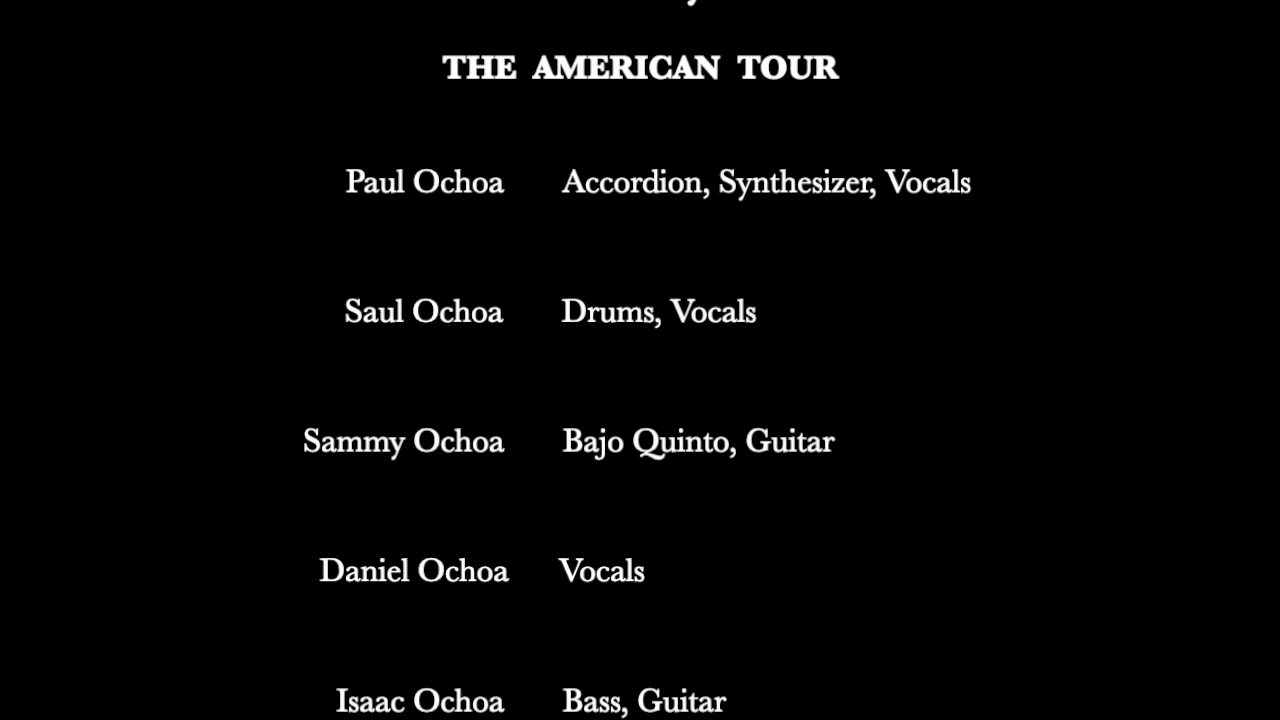 THE AMERICAN TOUR
Paul Ochoa Accordion, Synthesizer, Vocals
Saul Ochoa Drums, Vocals
Sammy Ochoa Bajo Quinto, Guitar
Daniel Ochoa Vocals
Isaac Ochoa Bass, Guitar